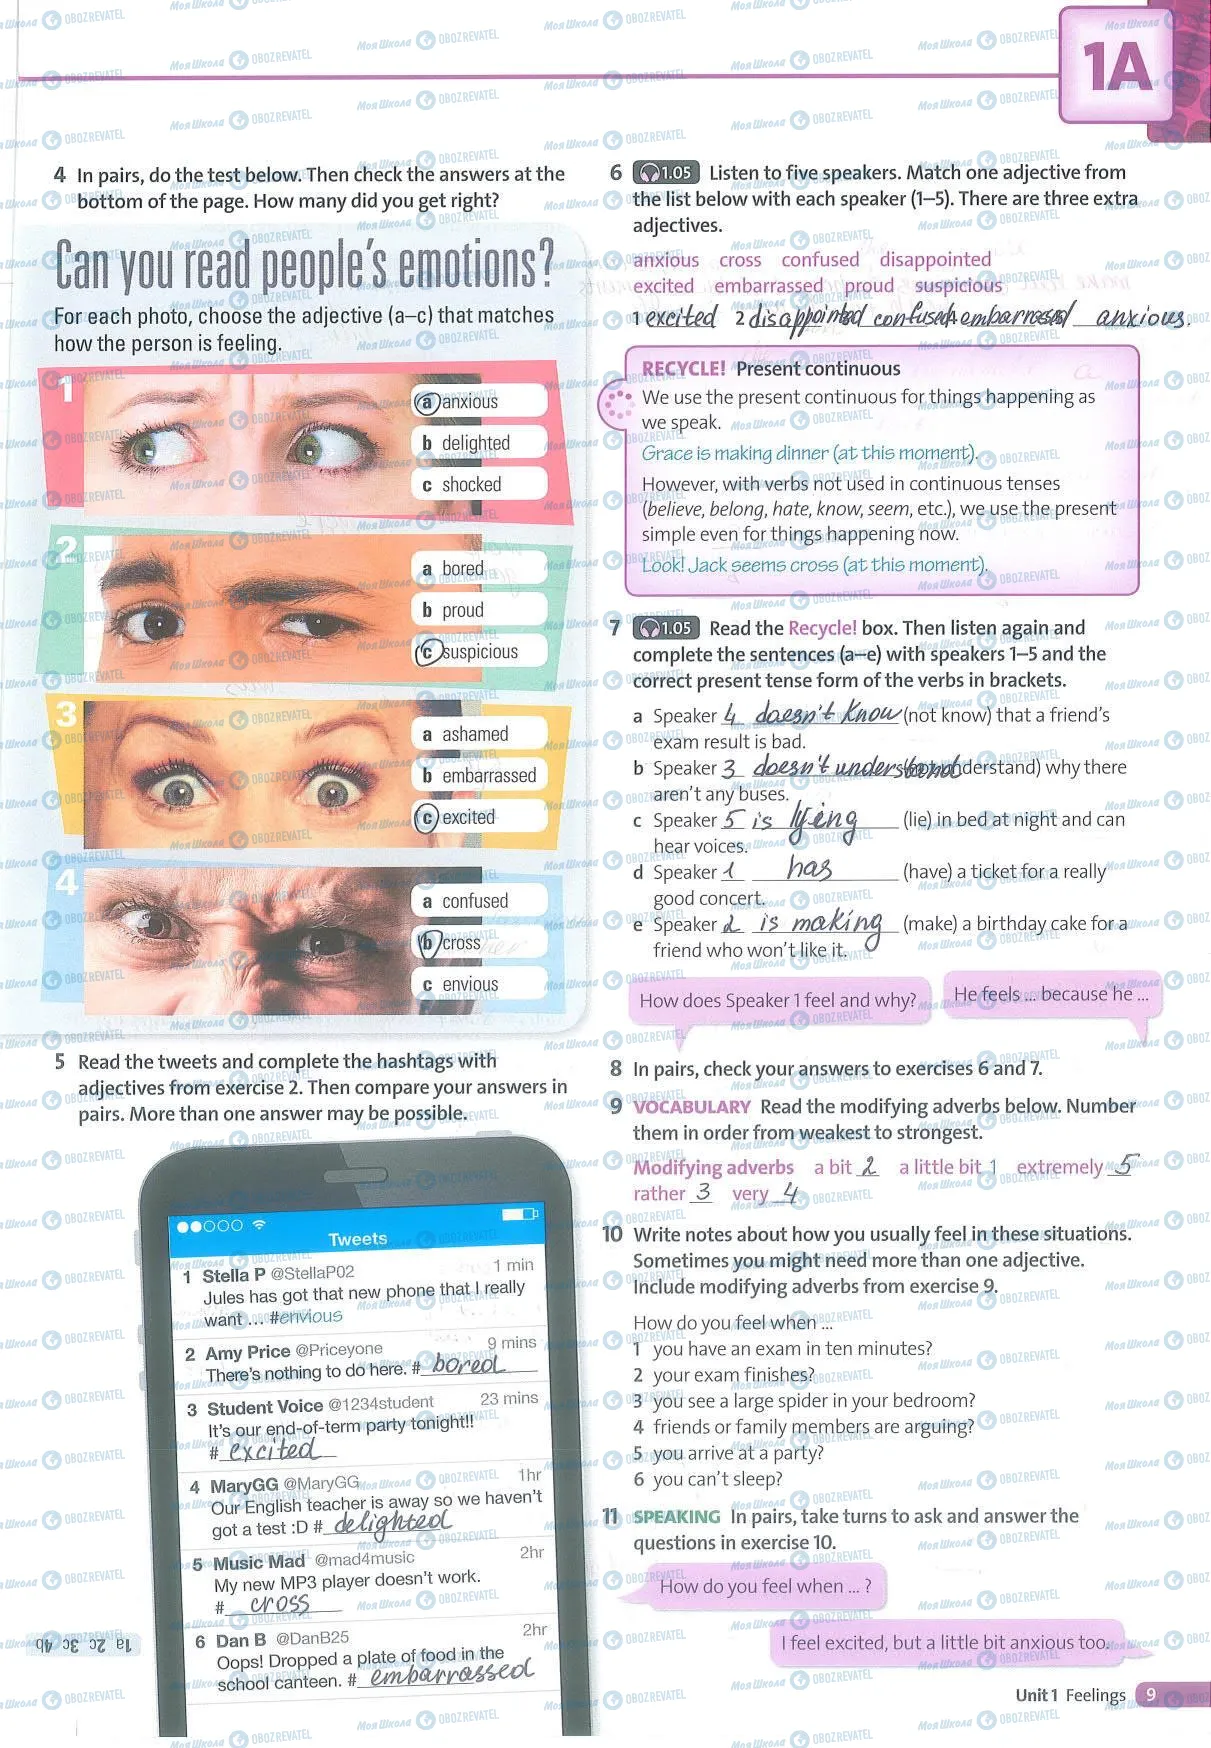 1A
4 In pairs, do the test below. Then check the answers at the
bottom of the page. How many did you get right?
Can you read people's emotions?
For each photo, choose the adjective (a–c) that matches
how the person is feeling.
1
a anxious
b delighted
c shocked
2
a bored
b proud
c suspicious
3
a ashamed
b embarrassed
c excited
4
a confused
b cross
c envious
5 Read the tweets and complete the hashtags with
adjectives from exercise 2. Then compare your answers in
pairs. More than one answer may be possible.
Tweets
1 Stella P @StellaP02 1 min
Jules has got that new phone that I really
want ... #envious
2 Amy Price @Priceyone 9 mins
There's nothing to do here. # bored
3 Student Voice @1234student 23 mins
It's our end-of-term party tonight!!
# excited
4 MaryGG @MaryGG 1hr
Our English teacher is away so we haven't
got a test :D # delighted
5 Music Mad @mad4music 2hr
My new MP3 player doesn't work.
# cross
6 Dan B @DanB25 2hr
Oops! Dropped a plate of food in the
school canteen. # embarrassed
1a 2c 3c 4b
6 1.05 Listen to five speakers. Match one adjective from
the list below with each speaker (1–5). There are three extra
adjectives.
anxious cross confused disappointed
excited embarrassed proud suspicious
1 excited 2 disappointed confused 4 embarrassed anxious.
RECYCLE! Present continuous
We use the present continuous for things happening as
we speak.
Grace is making dinner (at this moment).
However, with verbs not used in continuous tenses
(believe, belong, hate, know, seem, etc.), we use the present
simple even for things happening now.
Look! Jack seems cross (at this moment).
7 1.05 Read the Recycle! box. Then listen again and
complete the sentences (a–e) with speakers 1–5 and the
correct present tense form of the verbs in brackets.
a Speaker 4 doesn't know (not know) that a friend's
exam result is bad.
b Speaker 3 doesn't understand (not understand) why there
aren't any buses.
c Speaker 5 is lying (lie) in bed at night and can
hear voices.
d Speaker 1 has (have) a ticket for a really
good concert.
e Speaker 2 is making (make) a birthday cake for a
friend who won't like it.
How does Speaker 1 feel and why?
He feels ... because he ...
8 In pairs, check your answers to exercises 6 and 7.
9 VOCABULARY Read the modifying adverbs below. Number
them in order from weakest to strongest.
Modifying adverbs a bit 2 a little bit 1 extremely 5
rather 3 very 4
10 Write notes about how you usually feel in these situations.
Sometimes you might need more than one adjective.
Include modifying adverbs from exercise 9.
How do you feel when ...
1 you have an exam in ten minutes?
2 your exam finishes?
3 you see a large spider in your bedroom?
4 friends or family members are arguing?
5 you arrive at a party?
6 you can't sleep?
11 SPEAKING In pairs, take turns to ask and answer the
questions in exercise 10.
How do you feel when ... ?
I feel excited, but a little bit anxious too.
Unit 1 Feelings 9
Моя Школа OBOZREVATEL